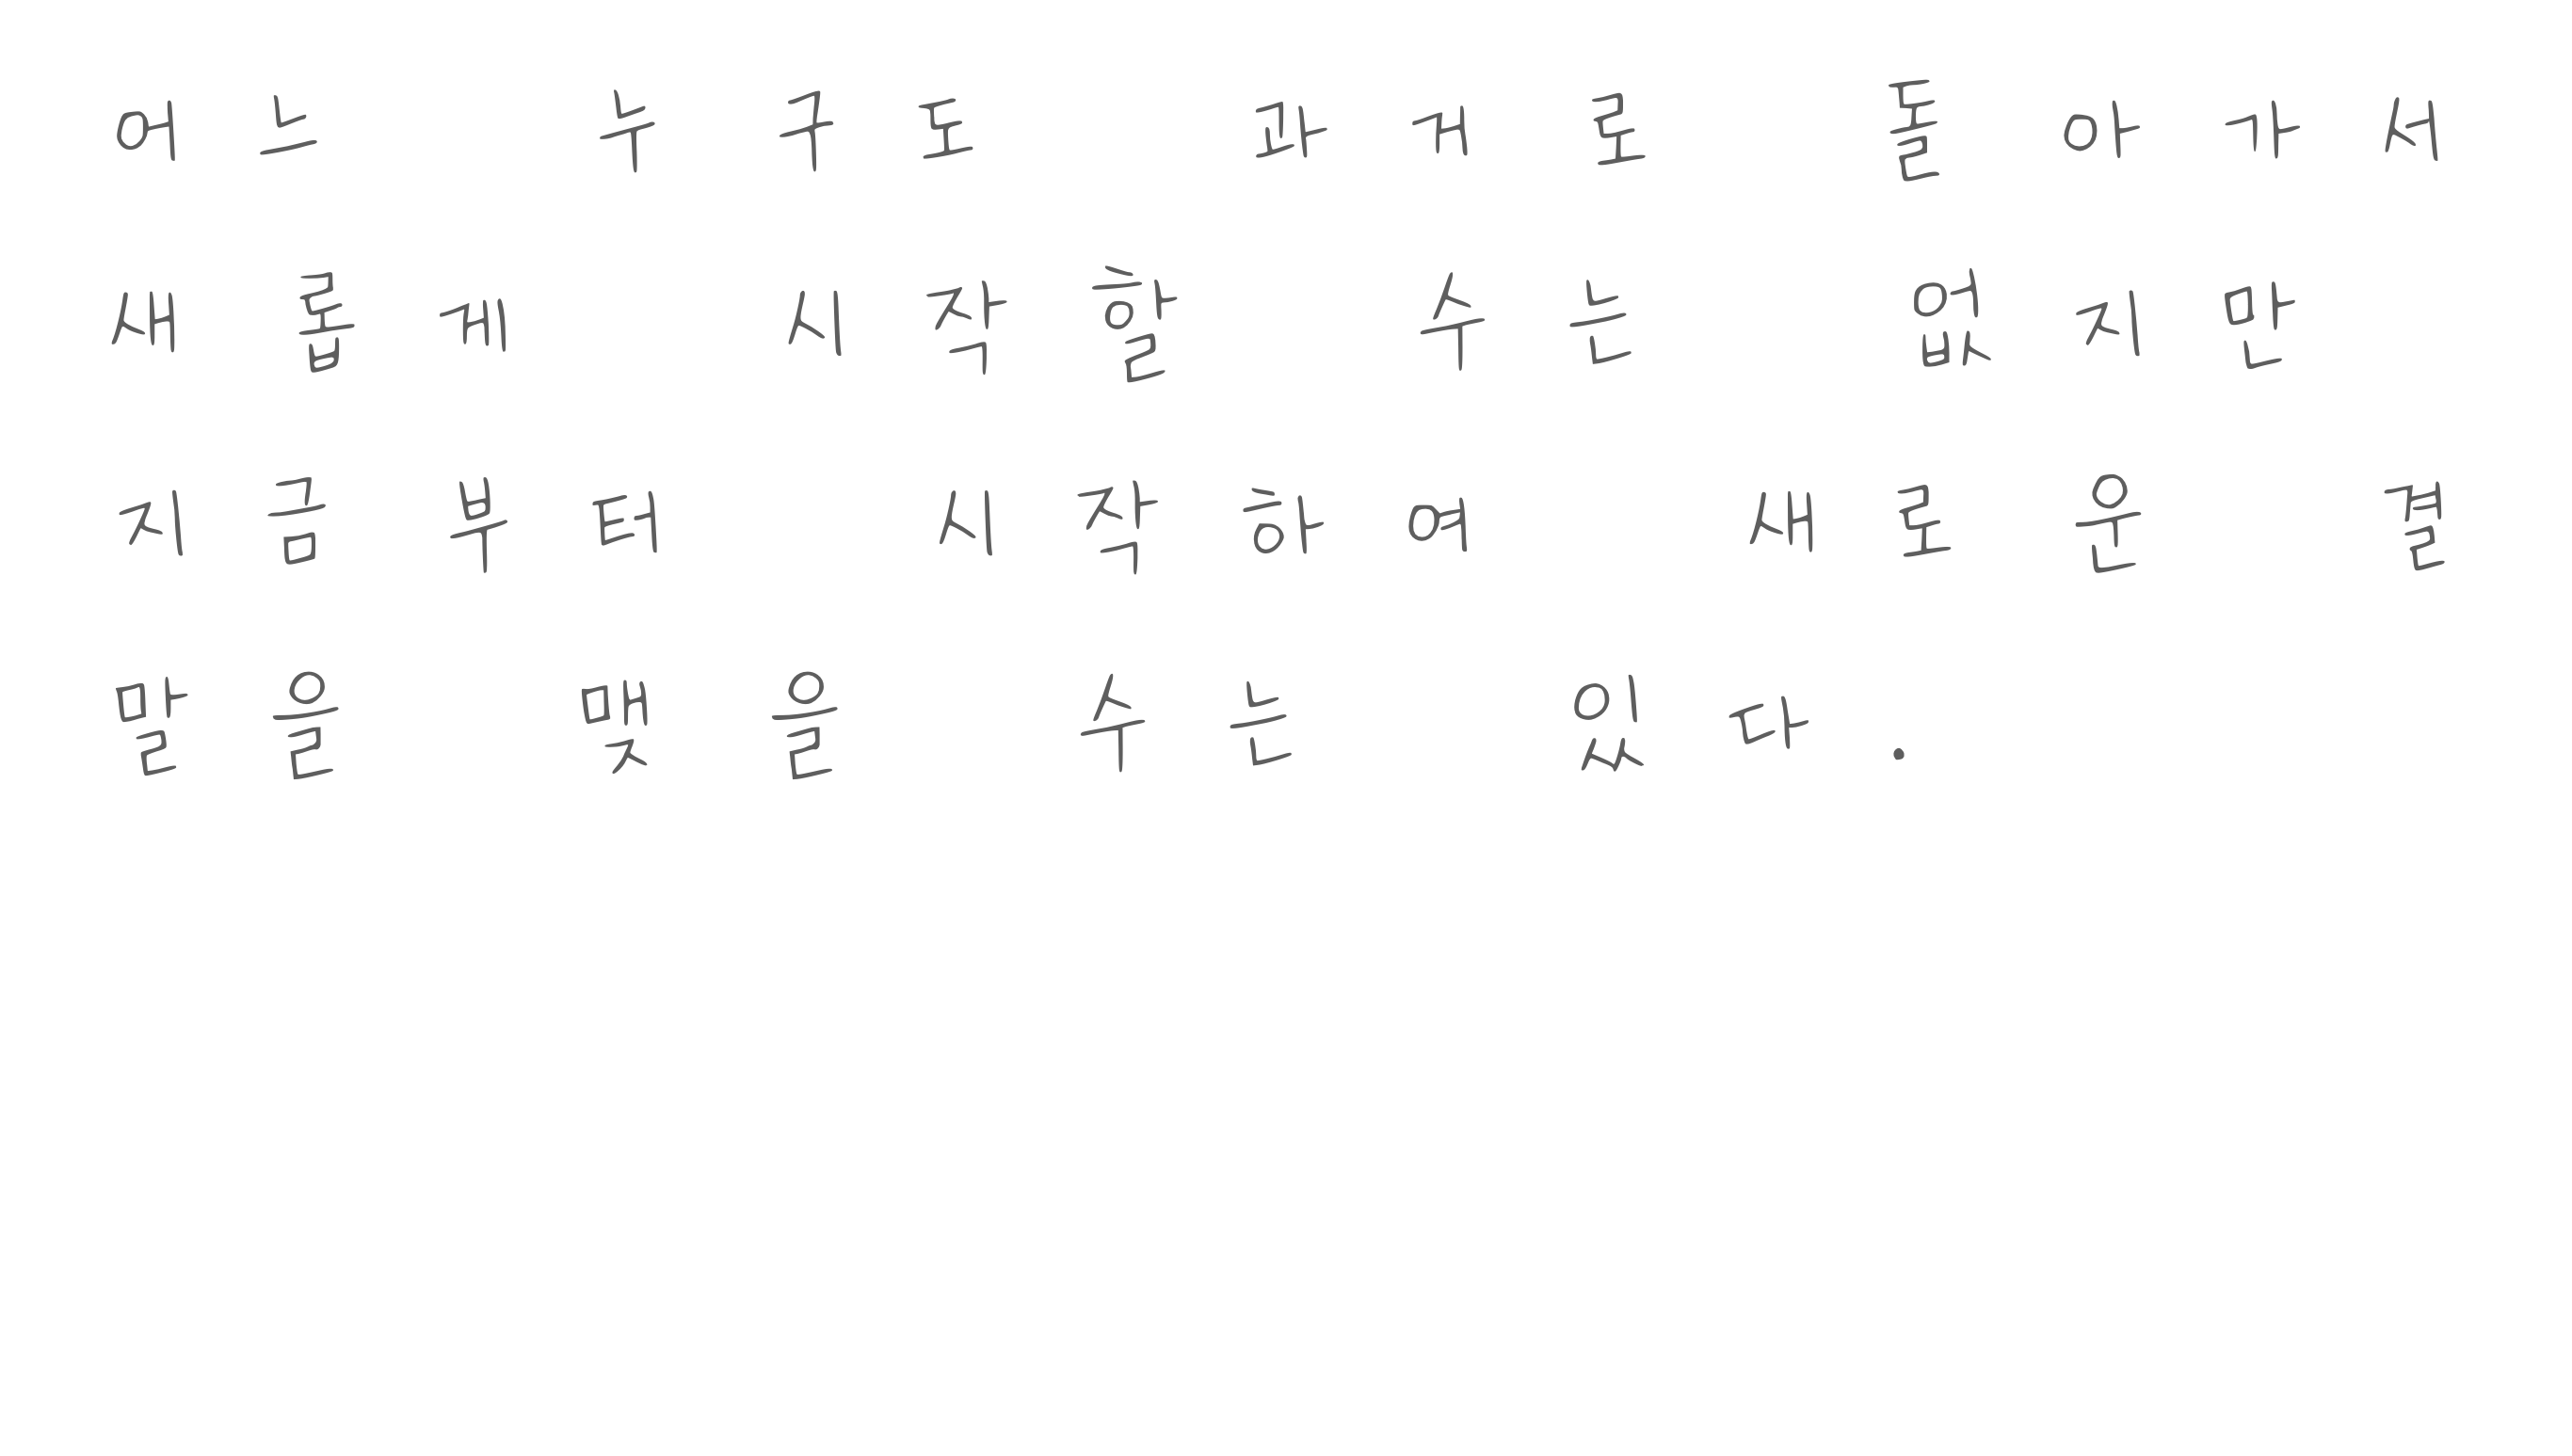 어느 누구도 과거로 돌아가서
새롭게 시작할 수는 없지만
지금부터 시작하여 새로운 결
말을 맺을 수는 있다.